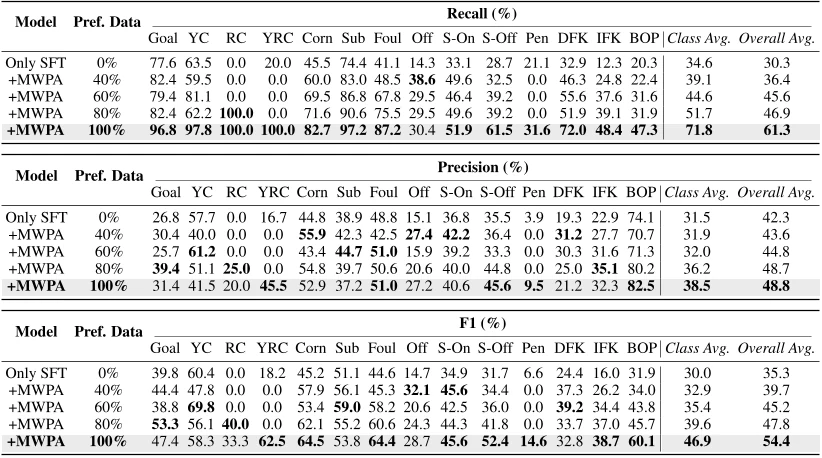 Recall (%)
Model Pref. Data
Goal YC RC YRC Corn Sub Foul Off S-On S-Off Pen DFK IFK BOP Class Avg. Overall Avg.
Only SFT 0% 77.6 63.5 0.0 20.0 45.5 74.4 41.1 14.3 33.1 28.7 21.1 32.9 12.3 20.3 34.6 30.3
+MWPA 40% 82.4 59.5 0.0 0.0 60.0 83.0 48.5 38.6 49.6 32.5 0.0 46.3 24.8 22.4 39.1 36.4
+MWPA 60% 79.4 81.1 0.0 0.0 69.5 86.8 67.8 29.5 46.4 39.2 0.0 55.6 37.6 31.6 44.6 45.6
+MWPA 80% 82.4 62.2 100.0 0.0 71.6 90.6 75.5 29.5 49.6 39.2 0.0 51.9 39.1 31.9 51.7 46.9
+MWPA 100% 96.8 97.8 100.0 100.0 82.7 97.2 87.2 30.4 51.9 61.5 31.6 72.0 48.4 47.3 71.8 61.3
Precision (%)
Model Pref. Data
Goal YC RC YRC Corn Sub Foul Off S-On S-Off Pen DFK IFK BOP Class Avg. Overall Avg.
Only SFT 0% 26.8 57.7 0.0 16.7 44.8 38.9 48.8 15.1 36.8 35.5 3.9 19.3 22.9 74.1 31.5 42.3
+MWPA 40% 30.4 40.0 0.0 0.0 55.9 42.3 42.5 27.4 42.2 36.4 0.0 31.2 27.7 70.7 31.9 43.6
+MWPA 60% 25.7 61.2 0.0 0.0 43.4 44.7 51.0 15.9 39.2 33.3 0.0 30.3 31.6 71.3 32.0 44.8
+MWPA 80% 39.4 51.1 25.0 0.0 54.8 39.7 50.6 20.6 40.0 44.8 0.0 25.0 35.1 80.2 36.2 48.7
+MWPA 100% 31.4 41.5 20.0 45.5 52.9 37.2 51.0 27.2 40.6 45.6 9.5 21.2 32.3 82.5 38.5 48.8
F1 (%)
Model Pref. Data
Goal YC RC YRC Corn Sub Foul Off S-On S-Off Pen DFK IFK BOP Class Avg. Overall Avg.
Only SFT 0% 39.8 60.4 0.0 18.2 45.2 51.1 44.6 14.7 34.9 31.7 6.6 24.4 16.0 31.9 30.0 35.3
+MWPA 40% 44.4 47.8 0.0 0.0 57.9 56.1 45.3 32.1 45.6 34.4 0.0 37.3 26.2 34.0 32.9 39.7
+MWPA 60% 38.8 69.8 0.0 0.0 53.4 59.0 58.2 20.6 42.5 36.0 0.0 39.2 34.4 43.8 35.4 45.2
+MWPA 80% 53.3 56.1 40.0 0.0 62.1 55.2 60.6 24.3 44.3 41.8 0.0 33.7 37.0 45.7 39.6 47.8
+MWPA 100% 47.4 58.3 33.3 62.5 64.5 53.8 64.4 28.7 45.6 52.4 14.6 32.8 38.7 60.1 46.9 54.4